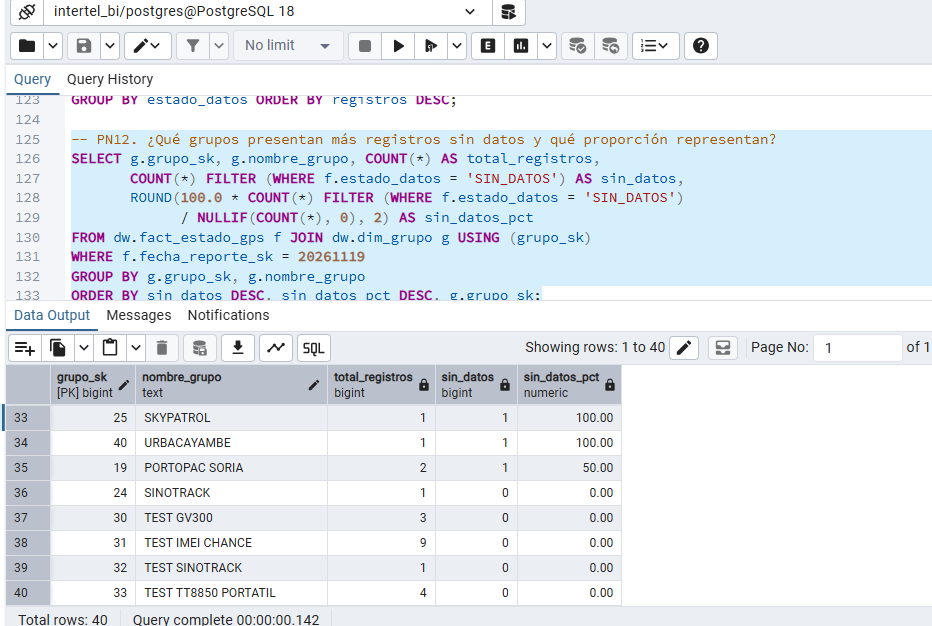 intertel_bi/postgres@PostgreSQL 18
No limit
E
Query Query History
123 GROUP BY estado_datos ORDER BY registros DESC;
124
125 -- PN12. ¿Qué grupos presentan más registros sin datos y qué proporción representan?
126 SELECT g.grupo_sk, g.nombre_grupo, COUNT(*) AS total_registros,
127 COUNT(*) FILTER (WHERE f.estado_datos = 'SIN_DATOS') AS sin_datos,
128 ROUND(100.0 * COUNT(*) FILTER (WHERE f.estado_datos = 'SIN_DATOS')
129 / NULLIF(COUNT(*), 0), 2) AS sin_datos_pct
130 FROM dw.fact_estado_gps f JOIN dw.dim_grupo g USING (grupo_sk)
131 WHERE f.fecha_reporte_sk = 20261119
132 GROUP BY g.grupo_sk, g.nombre_grupo
133 ORDER BY sin_datos DESC, sin_datos_pct DESC, g.grupo_sk;
Data Output Messages Notifications
SQL Showing rows: 1 to 40 Page No: 1 of 1
grupo_sk nombre_grupo total_registros sin_datos sin_datos_pct
[PK] bigint text bigint bigint numeric
33 25 SKYPATROL 1 1 100.00
34 40 URBACAYAMBE 1 1 100.00
35 19 PORTOPAC SORIA 2 1 50.00
36 24 SINOTRACK 1 0 0.00
37 30 TEST GV300 3 0 0.00
38 31 TEST IMEI CHANCE 9 0 0.00
39 32 TEST SINOTRACK 1 0 0.00
40 33 TEST TT8850 PORTATIL 4 0 0.00
Total rows: 40 Query complete 00:00:00.142